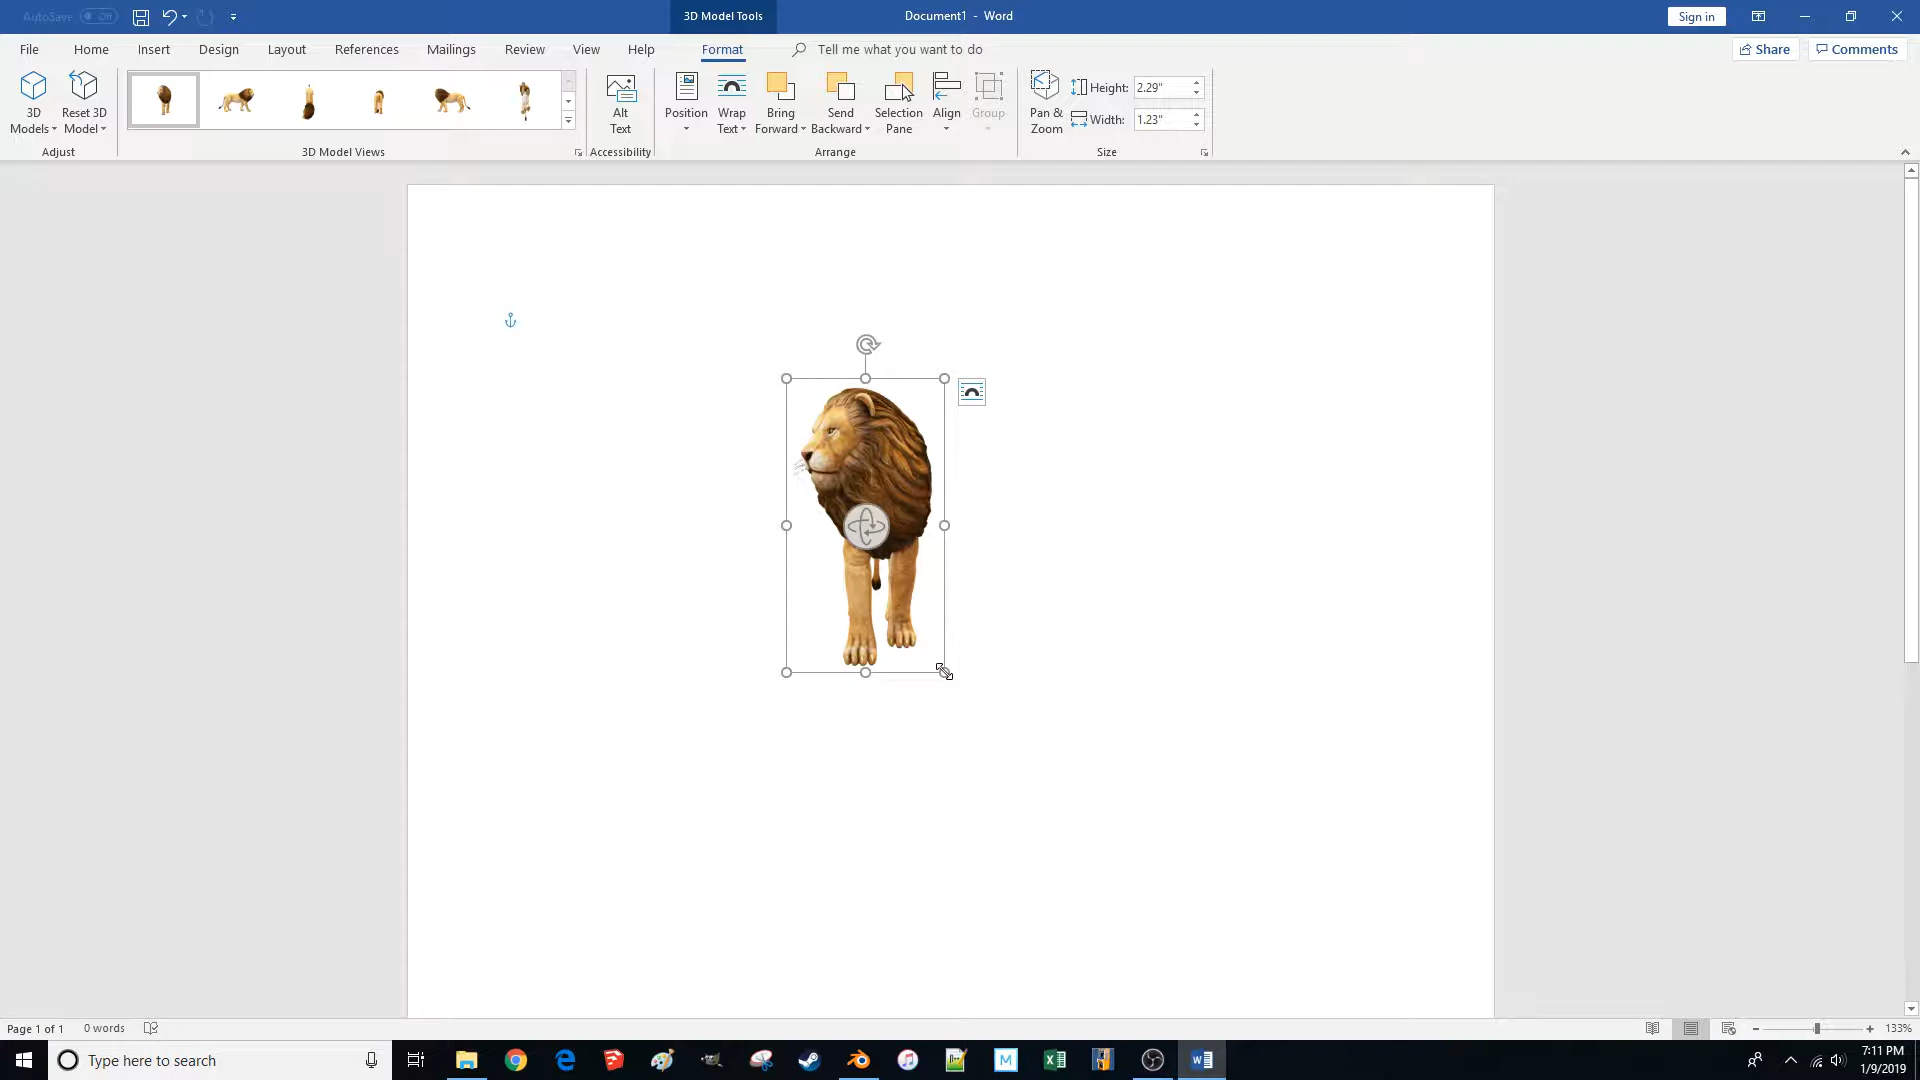 AutoSave Off
3D Model Tools
Document1 - Word
Sign in
File Home Insert Design Layout References Mailings Review View Help Format Tell me what you want to do Share Comments
3D Models
Reset 3D Model
Alt Text
Position
Wrap Text
Bring Forward
Send Backward
Selection Pane
Align
Group
Pan & Zoom
Height: 2.29"
Width: 1.23"
Adjust 3D Model Views Accessibility Arrange Size
Page 1 of 1 0 words 133%
Type here to search
M
7:11 PM
1/9/2019